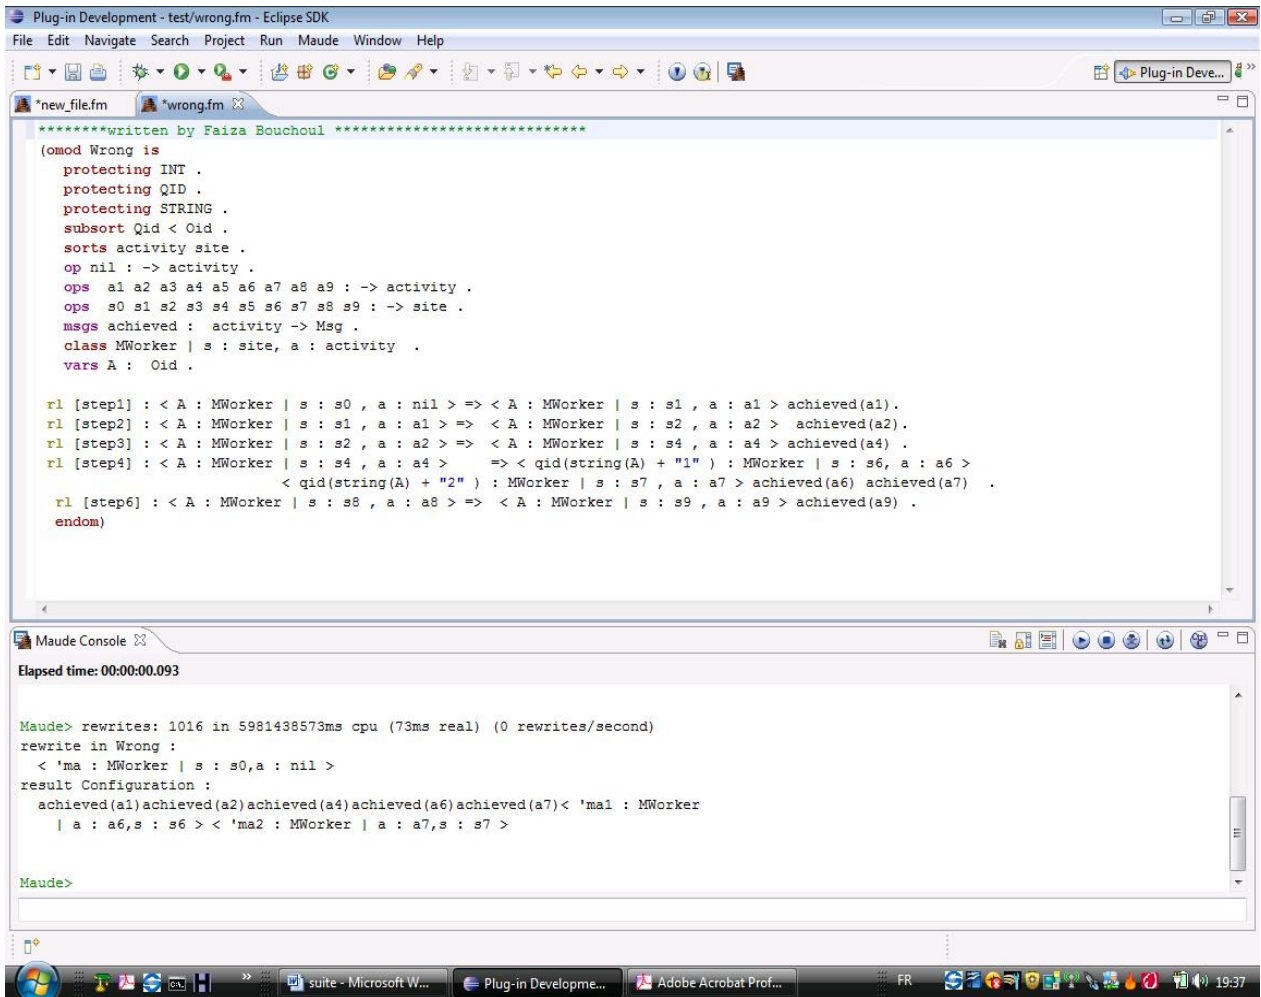 Plug-in Development - test/wrong.fm - Eclipse SDK
File Edit Navigate Search Project Run Maude Window Help
Plug-in Deve... »
*new_file.fm *wrong.fm
********written by Faiza Bouchoul *****************************
(omod Wrong is
protecting INT .
protecting QID .
protecting STRING .
subsort Qid < Oid .
sorts activity site .
op nil : -> activity .
ops a1 a2 a3 a4 a5 a6 a7 a8 a9 : -> activity .
ops s0 s1 s2 s3 s4 s5 s6 s7 s8 s9 : -> site .
msgs achieved : activity -> Msg .
class MWorker | s : site, a : activity .
vars A : Oid .
rl [step1] : < A : MWorker | s : s0 , a : nil > => < A : MWorker | s : s1 , a : a1 > achieved(a1).
rl [step2] : < A : MWorker | s : s1 , a : a1 > => < A : MWorker | s : s2 , a : a2 > achieved(a2).
rl [step3] : < A : MWorker | s : s2 , a : a2 > => < A : MWorker | s : s4 , a : a4 > achieved(a4) .
rl [step4] : < A : MWorker | s : s4 , a : a4 > => < qid(string(A) + "1" ) : MWorker | s : s6, a : a6 >
< qid(string(A) + "2" ) : MWorker | s : s7 , a : a7 > achieved(a6) achieved(a7) .
rl [step6] : < A : MWorker | s : s8 , a : a8 > => < A : MWorker | s : s9 , a : a9 > achieved(a9) .
endom)
Maude Console
Elapsed time: 00:00:00.093
Maude> rewrites: 1016 in 5981438573ms cpu (73ms real) (0 rewrites/second)
rewrite in Wrong :
< 'ma : MWorker | s : s0,a : nil >
result Configuration :
achieved(a1)achieved(a2)achieved(a4)achieved(a6)achieved(a7)< 'ma1 : MWorker
| a : a6,s : s6 > < 'ma2 : MWorker | a : a7,s : s7 >
Maude>
» suite - Microsoft W... Plug-in Developme... Adobe Acrobat Prof... FR 19:37